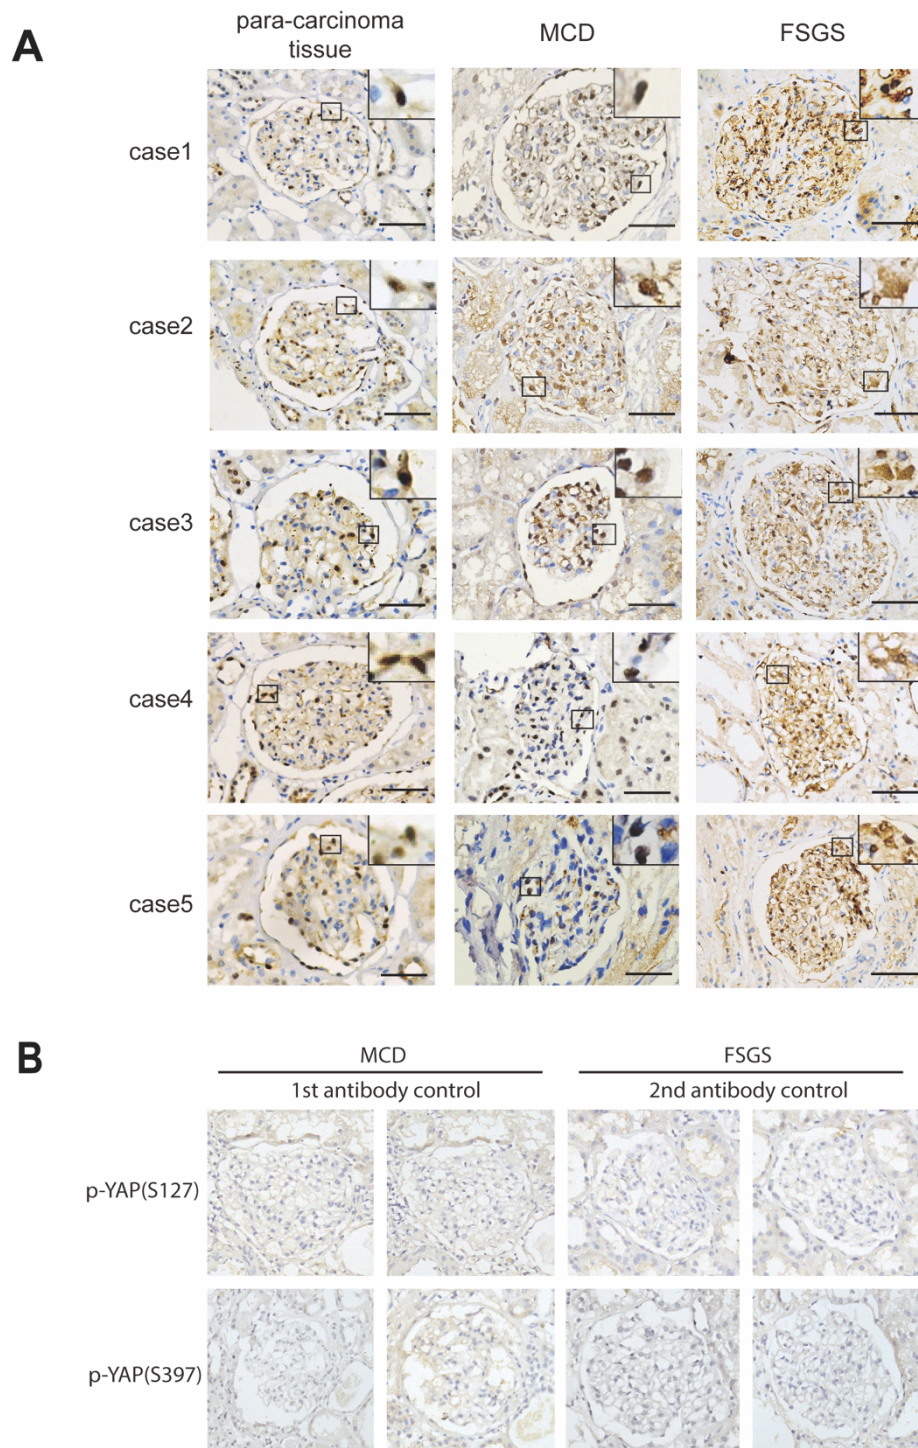 A
para-carcinoma
tissue
MCD
FSGS
case1
case2
case3
case4
case5
B
MCD
FSGS
1st antibody control
2nd antibody control
p-YAP(S127)
p-YAP(S397)